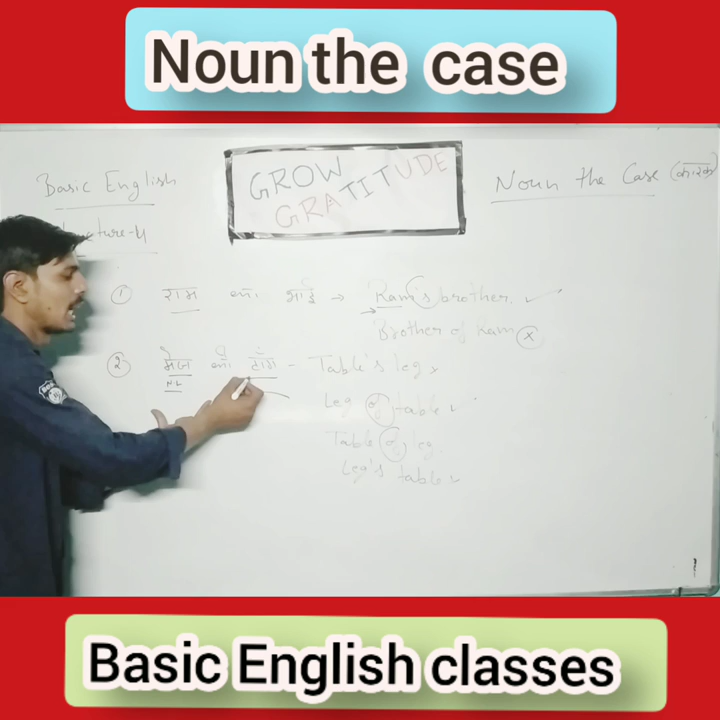 Noun the case
Basic English
GROW
GRATITUDE
Noun the Case (कारक)
① राम का भाई → Ram's brother. ✓
Brother of Ram ⓧ
② मेज की टांग - Table's leg x
N.L
Leg of table
Table of leg
Leg's table
Basic English classes